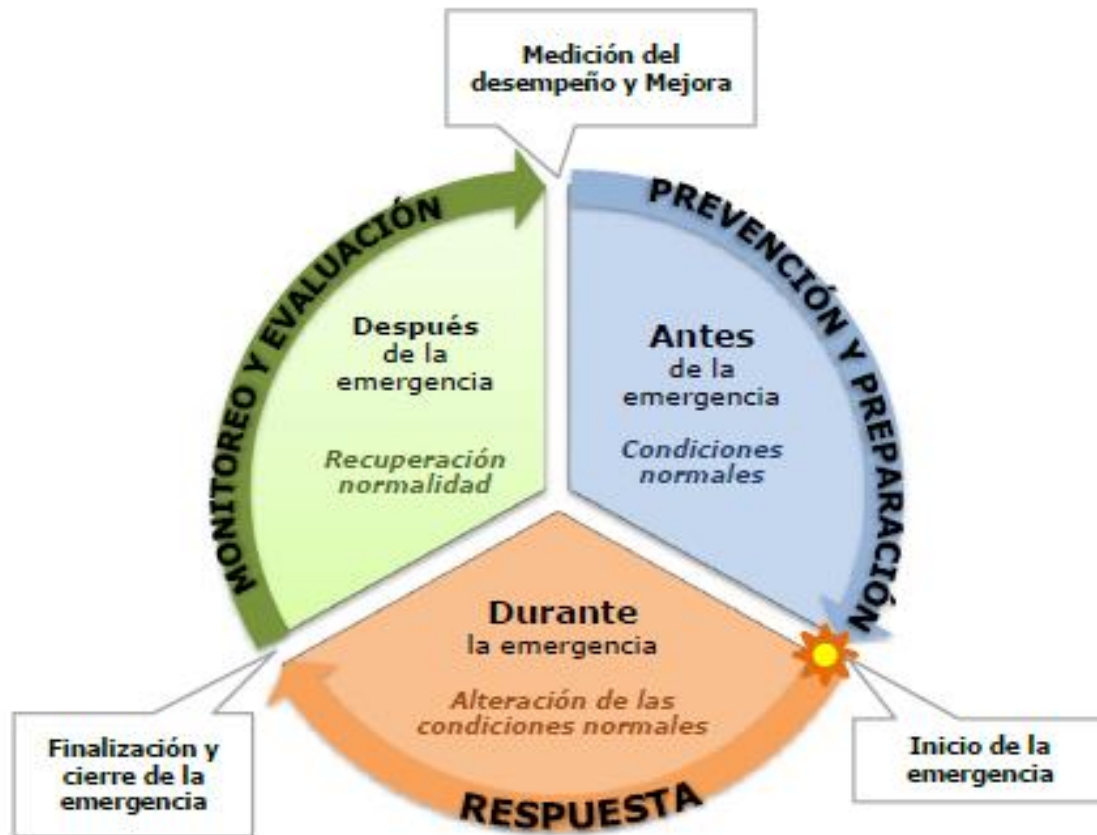 Medición del
desempeño y Mejora
PREVENCIÓN Y PREPARACIÓN
MONITOREO Y EVALUACIÓN
Antes
de la
emergencia
Condiciones
normales
Después
de la
emergencia
Recuperación
normalidad
Durante
la emergencia
Alteración de las
condiciones normales
RESPUESTA
Inicio de la
emergencia
Finalización y
cierre de la
emergencia